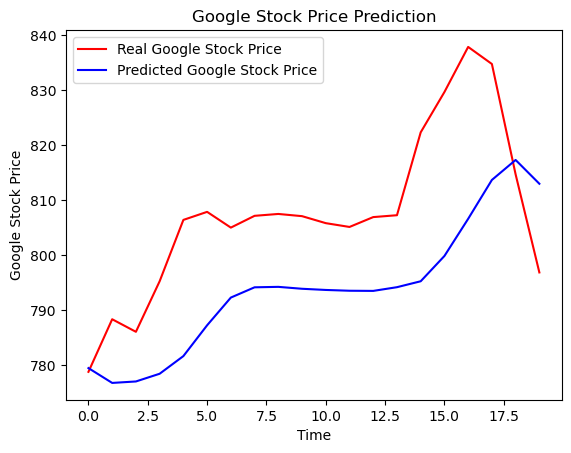 Google Stock Price Prediction
Real Google Stock Price
Predicted Google Stock Price
Google Stock Price
840
830
820
810
800
790
780
0.0 2.5 5.0 7.5 10.0 12.5 15.0 17.5
Time